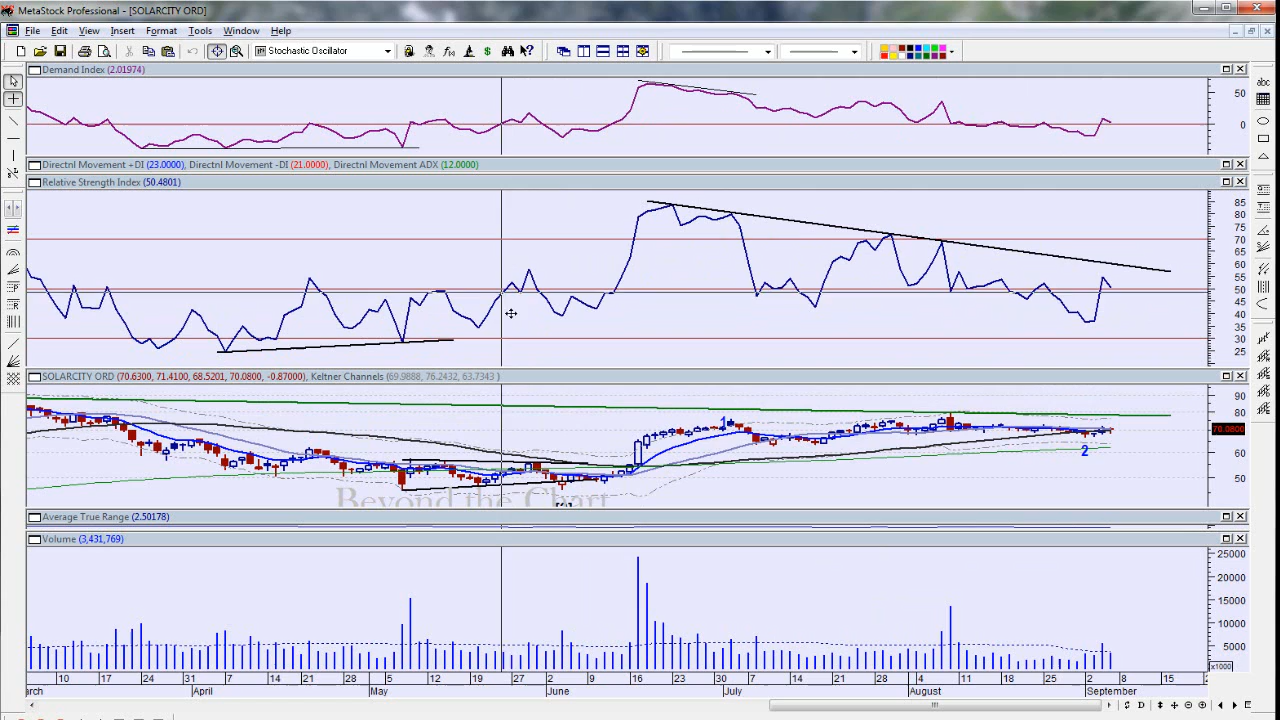 MetaStock Professional - [SOLARCITY ORD]
File Edit View Insert Format Tools Window Help
Stochastic Oscillator
Demand Index (2.01974)
50
0
Directnl Movement +DI (23.0000), Directnl Movement -DI (21.0000), Directnl Movement ADX (12.0000)
Relative Strength Index (50.4801)
85
80
75
70
65
60
55
50
45
40
35
30
25
SOLARCITY ORD (70.6300, 71.4100, 68.5201, 70.0800, -0.87000), Keltner Channels (69.9888, 76.2432, 63.7343 )
90
80
70.0800
60
50
1
2
Beyond the Chart
Average True Range (2.50178)
Volume (3,431,769)
25000
20000
15000
10000
5000
x1000
10 17 24 31 7 14 21 28 5 12 19 27 2 9 16 23 30 7 14 21 28 4 11 18 25 2 8 15 2
arch April May June July August September
abc